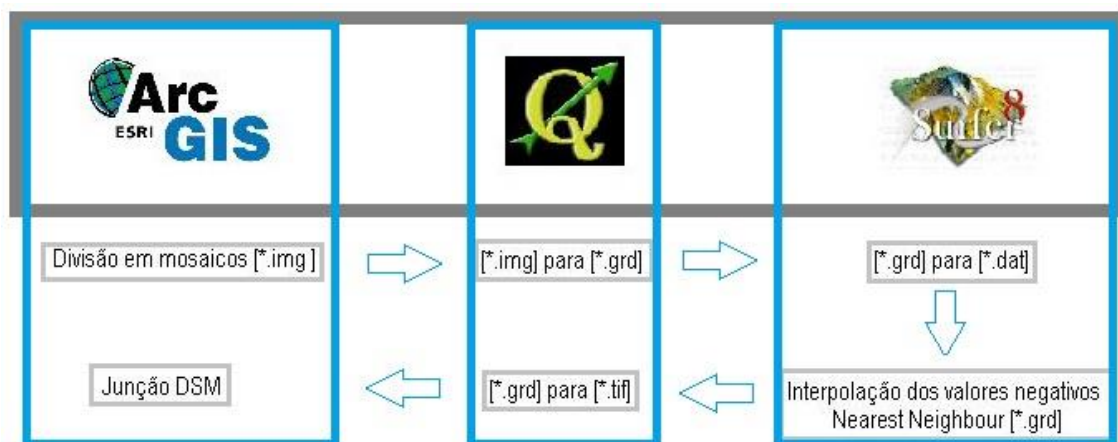 Arc
ESRI GIS
Q
Surfer 8
Divisão em mosaicos [*.img ]
[*.img] para [*.grd]
[*.grd] para [*.dat]
Junção DSM
[*.grd] para [*.tif]
Interpolação dos valores negativos
Nearest Neighbour [*.grd]